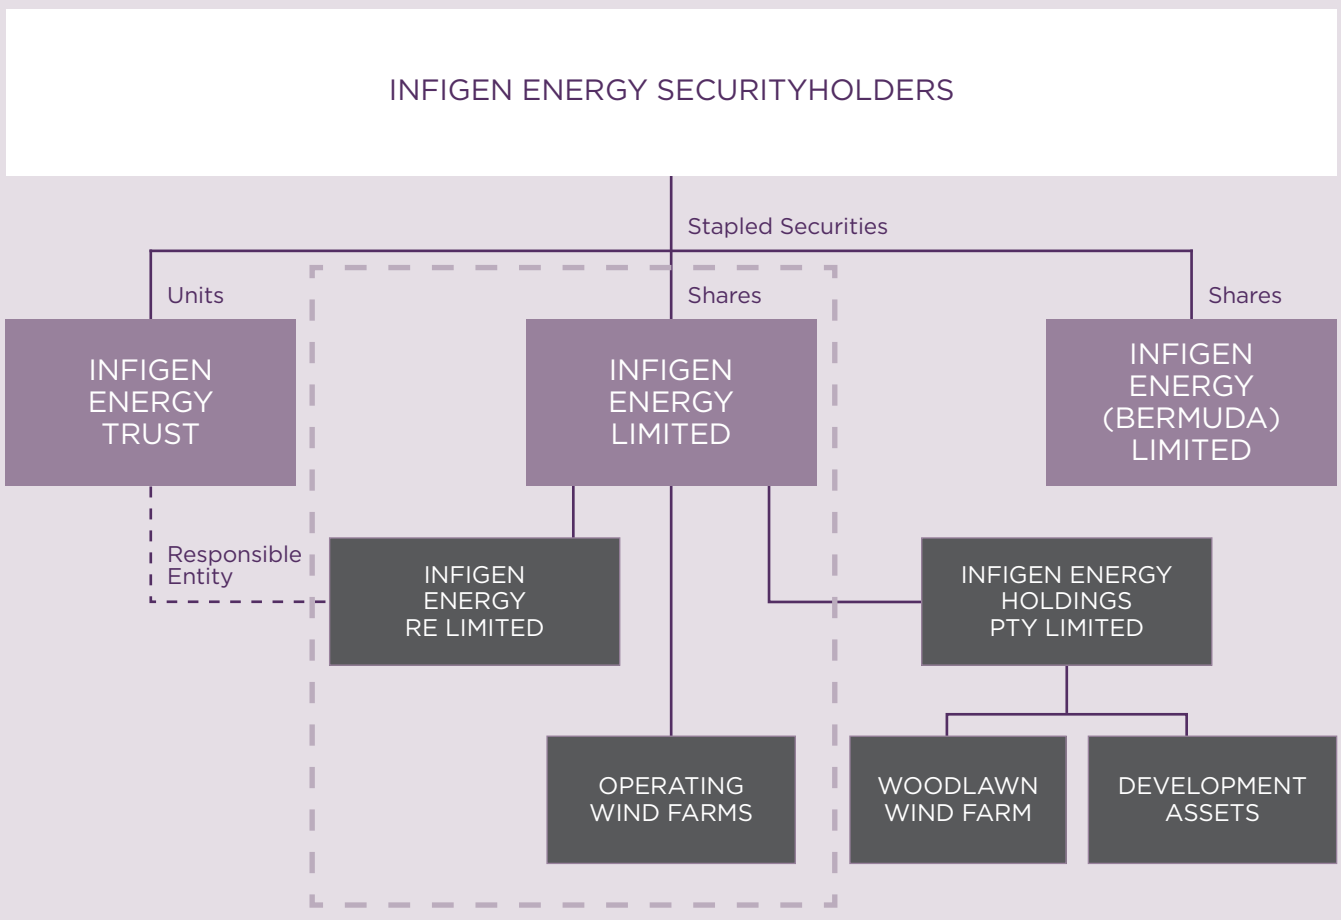 INFIGEN ENERGY SECURITYHOLDERS
Stapled Securities
Units
Shares
Shares
INFIGEN
ENERGY
TRUST
INFIGEN
ENERGY
LIMITED
INFIGEN
ENERGY
(BERMUDA)
LIMITED
Responsible
Entity
INFIGEN
ENERGY
RE LIMITED
INFIGEN ENERGY
HOLDINGS
PTY LIMITED
OPERATING
WIND FARMS
WOODLAWN
WIND FARM
DEVELOPMENT
ASSETS